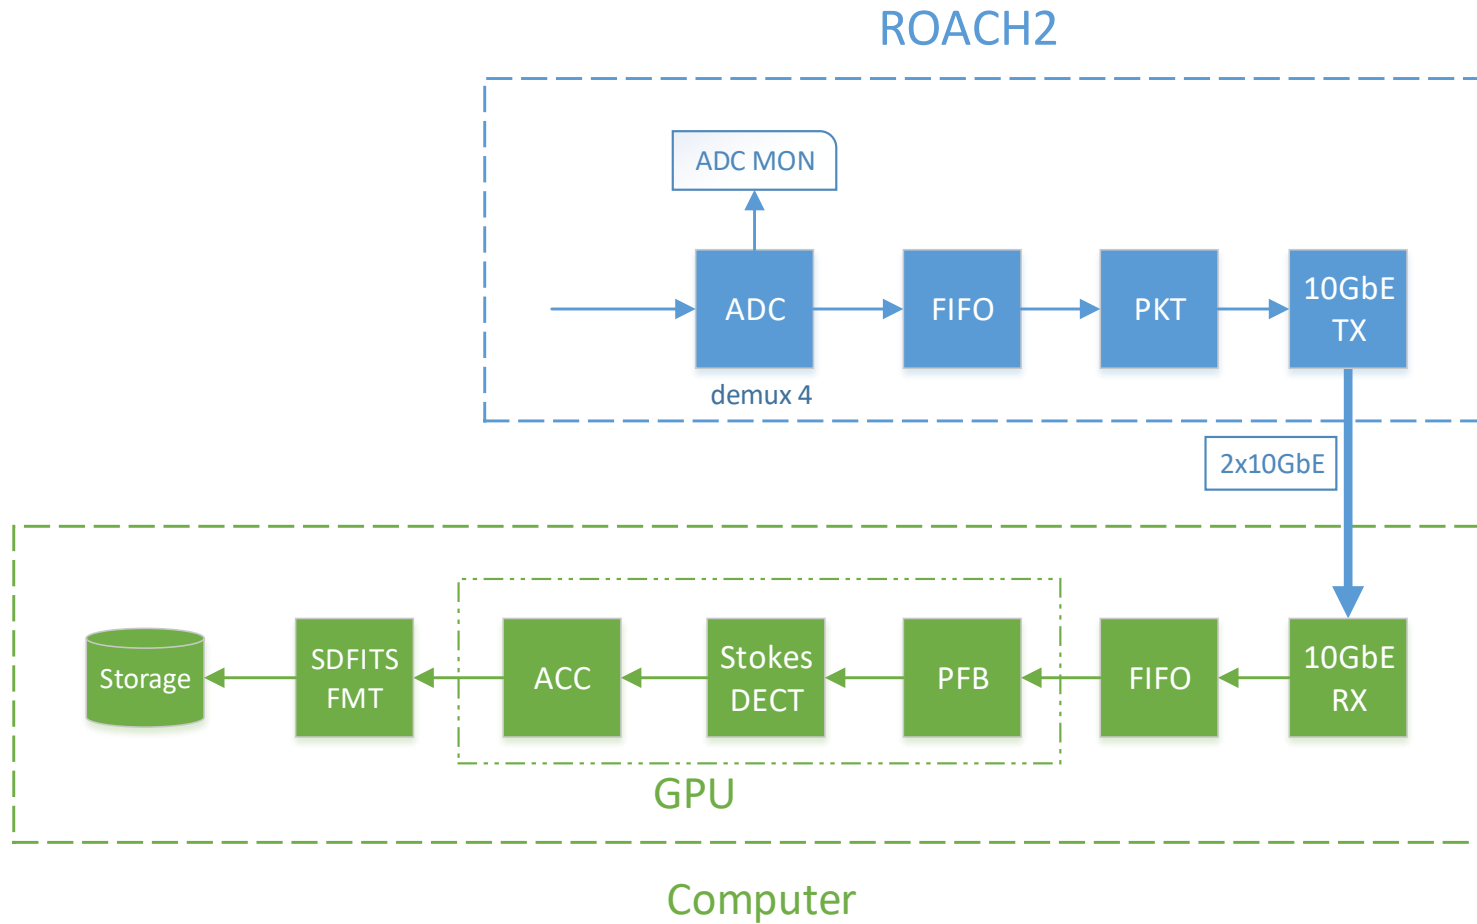 ROACH2
ADC MON
ADC
FIFO
PKT
10GbE
TX
demux 4
2x10GbE
Storage
SDFITS
FMT
ACC
Stokes
DECT
PFB
FIFO
10GbE
RX
GPU
Computer